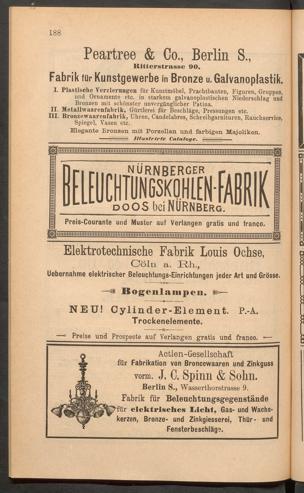 188
Peartree & Co., Berlin S.,
Ritterstrasse 90.
Fabrik für Kunstgewerbe in Bronze u. Galvanoplastik.
I. Plastische Verzierungen für Kunstmöbel, Prachtbauten, Figuren, Gruppen,
und Ornamente etc. in starkem galvanoplastischen Niederschlag und
Bronzen mit schönster unvergänglicher Patina.
II. Metallwaarenfabrik, Gürtlerei für Beschläge, Pressungen etc.
III. Bronzewaarenfabrik, Uhren, Candelabres, Schreibgarnituren, Rauchservice,
Spiegel, Vasen etc.
Elegante Bronzen mit Porzellan und farbigen Majoliken.
Illustrirte Cataloge.
NÜRNBERGER
BELEUCHTUNGSKOHLEN-FABRIK
DOOS bei NÜRNBERG.
Preis-Courante und Muster auf Verlangen gratis und franco.
Elektrotechnische Fabrik Louis Ochse,
Cöln a. Rh.,
Uebernahme elektrischer Beleuchtungs-Einrichtungen jeder Art und Grösse.
Bogenlampen.
NEU! Cylinder-Element. P.-A.
Trockenelemente.
— Preise und Prospecte auf Verlangen gratis und franco. —
Actien-Gesellschaft
für Fabrikation von Broncewaaren und Zinkguss
vorm. J. C. Spinn & Sohn.
Berlin S., Wasserthorstrasse 9.
Fabrik für Beleuchtungsgegenstände
für elektrisches Licht, Gas- und Wachs-
kerzen, Bronze- und Zinkgiesserei, Thür- und
Fensterbeschläge.